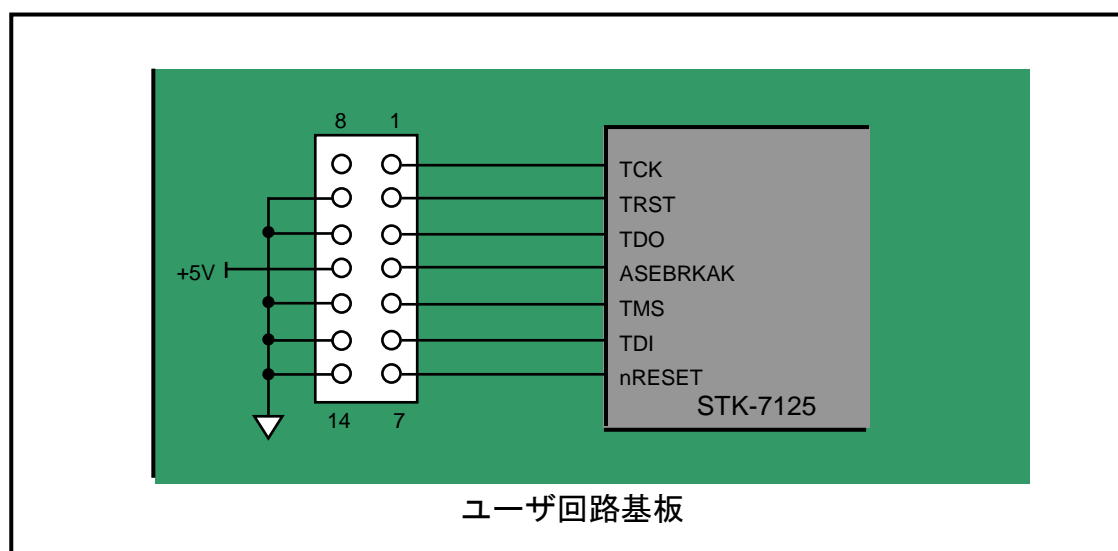 8 1
TCK
TRST
TDO
+5V
ASEBRKAK
TMS
TDI
nRESET
STK-7125
14 7
ユーザ回路基板